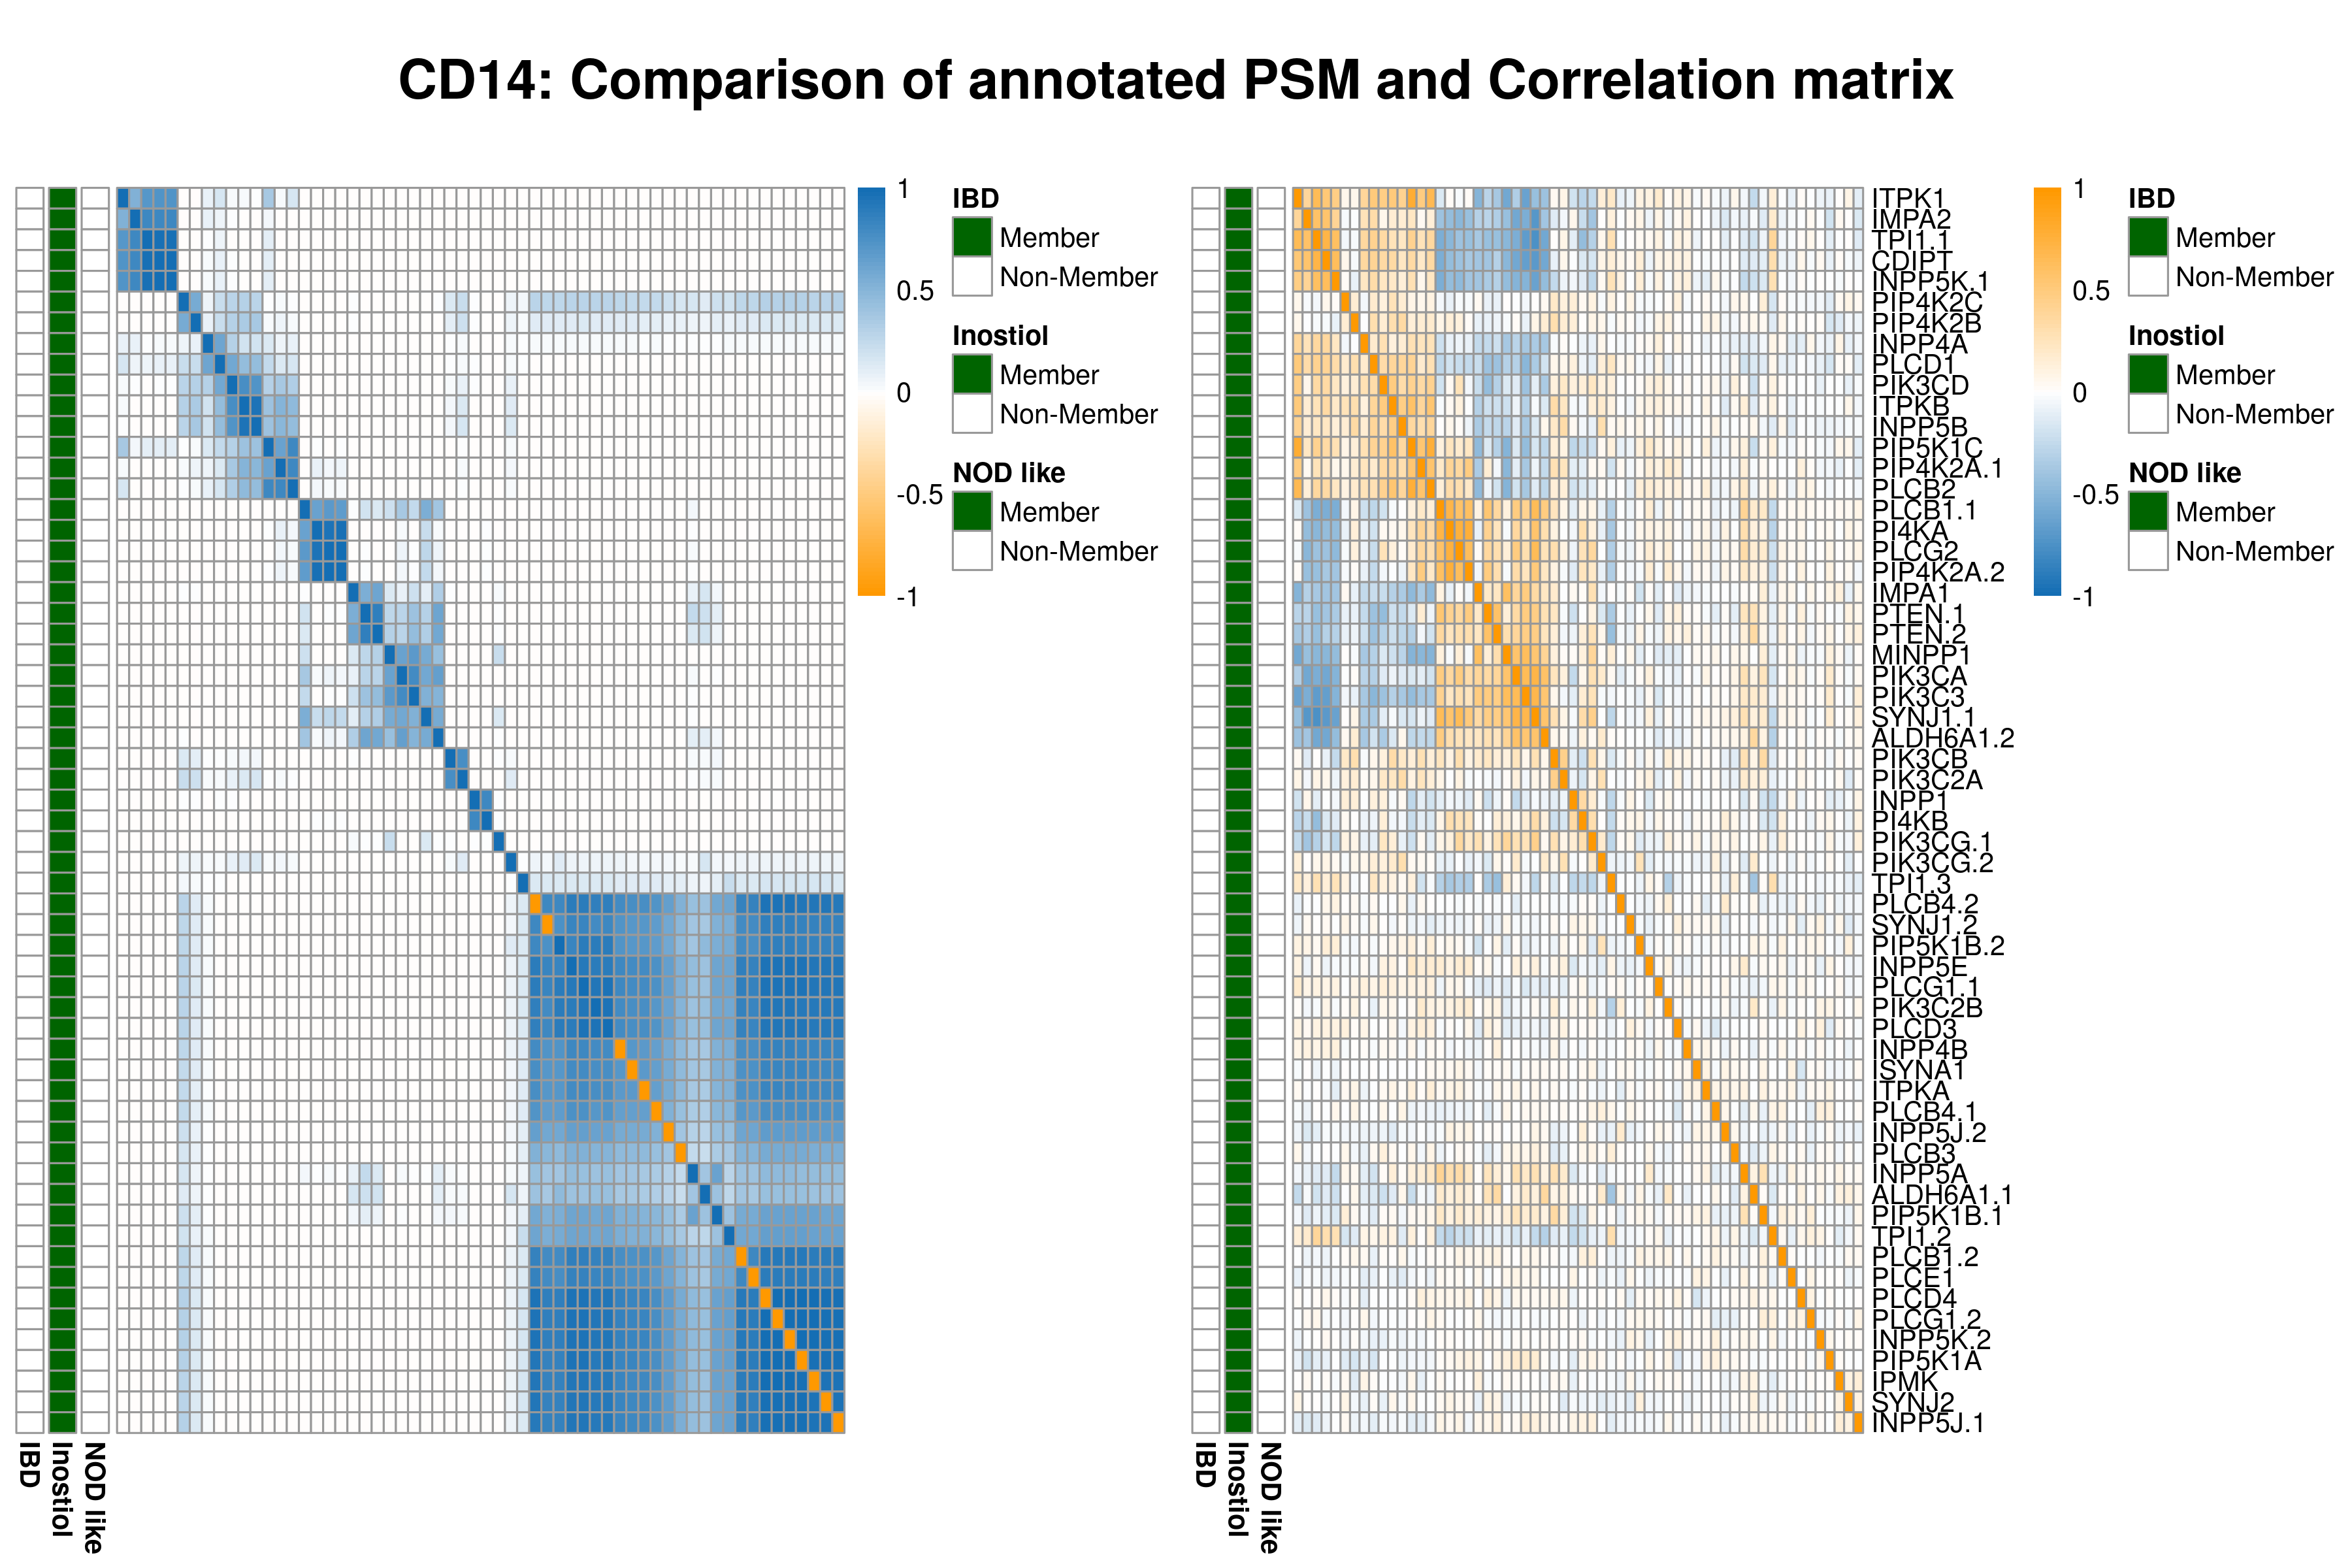 CD14: Comparison of annotated PSM and Correlation matrix
1
0.5
0
-0.5
-1
IBD
Member
Non-Member
Inostiol
Member
Non-Member
NOD like
Member
Non-Member
IBD
Inostiol
NOD like
ITPK1
IMPA2
TPI1.1
CDIPT
INPP5K.1
PIP4K2C
PIP4K2B
INPP4A
PLCD1
PIK3CD
ITPKB
INPP5B
PIP5K1C
PIP4K2A.1
PLCB2
PLCB1.1
PI4KA
PLCG2
PIP4K2A.2
IMPA1
PTEN.1
PTEN.2
MINPP1
PIK3CA
PIK3C3
SYNJ1.1
ALDH6A1.2
PIK3CB
PIK3C2A
INPP1
PI4KB
PIK3CG.1
PIK3CG.2
TPI1.3
PLCB4.2
SYNJ1.2
PIP5K1B.2
INPP5E
PLCG1.1
PIK3C2B
PLCD3
INPP4B
ISYNA1
ITPKA
PLCB4.1
INPP5J.2
PLCB3
INPP5A
ALDH6A1.1
PIP5K1B.1
TPI1.2
PLCB1.2
PLCE1
PLCD4
PLCG1.2
INPP5K.2
PIP5K1A
IPMK
SYNJ2
INPP5J.1
1
0.5
0
-0.5
-1
IBD
Member
Non-Member
Inostiol
Member
Non-Member
NOD like
Member
Non-Member
IBD
Inostiol
NOD like